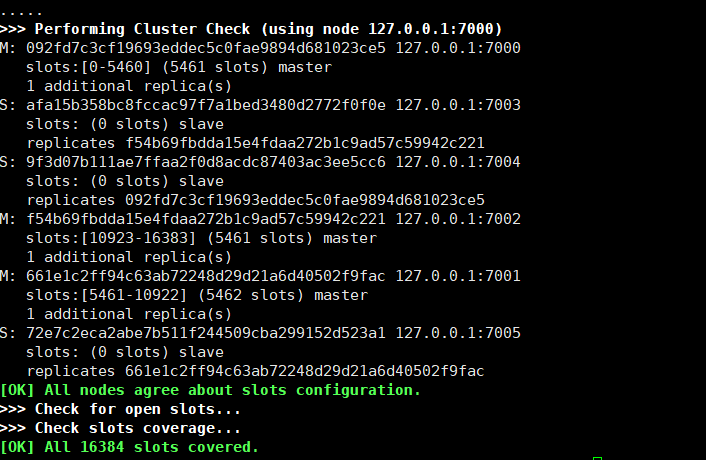 .....
>>> Performing Cluster Check (using node 127.0.0.1:7000)
M: 092fd7c3cf19693eddec5c0fae9894d681023ce5 127.0.0.1:7000
slots:[0-5460] (5461 slots) master
1 additional replica(s)
S: afa15b358bc8fccac97f7a1bed3480d2772f0f0e 127.0.0.1:7003
slots: (0 slots) slave
replicates f54b69fbdda15e4fdaa272b1c9ad57c59942c221
S: 9f3d07b111ae7ffaa2f0d8acdc87403ac3ee5cc6 127.0.0.1:7004
slots: (0 slots) slave
replicates 092fd7c3cf19693eddec5c0fae9894d681023ce5
M: f54b69fbdda15e4fdaa272b1c9ad57c59942c221 127.0.0.1:7002
slots:[10923-16383] (5461 slots) master
1 additional replica(s)
M: 661e1c2ff94c63ab72248d29d21a6d40502f9fac 127.0.0.1:7001
slots:[5461-10922] (5462 slots) master
1 additional replica(s)
S: 72e7c2eca2abe7b511f244509cba299152d523a1 127.0.0.1:7005
slots: (0 slots) slave
replicates 661e1c2ff94c63ab72248d29d21a6d40502f9fac
[OK] All nodes agree about slots configuration.
>>> Check for open slots...
>>> Check slots coverage...
[OK] All 16384 slots covered.